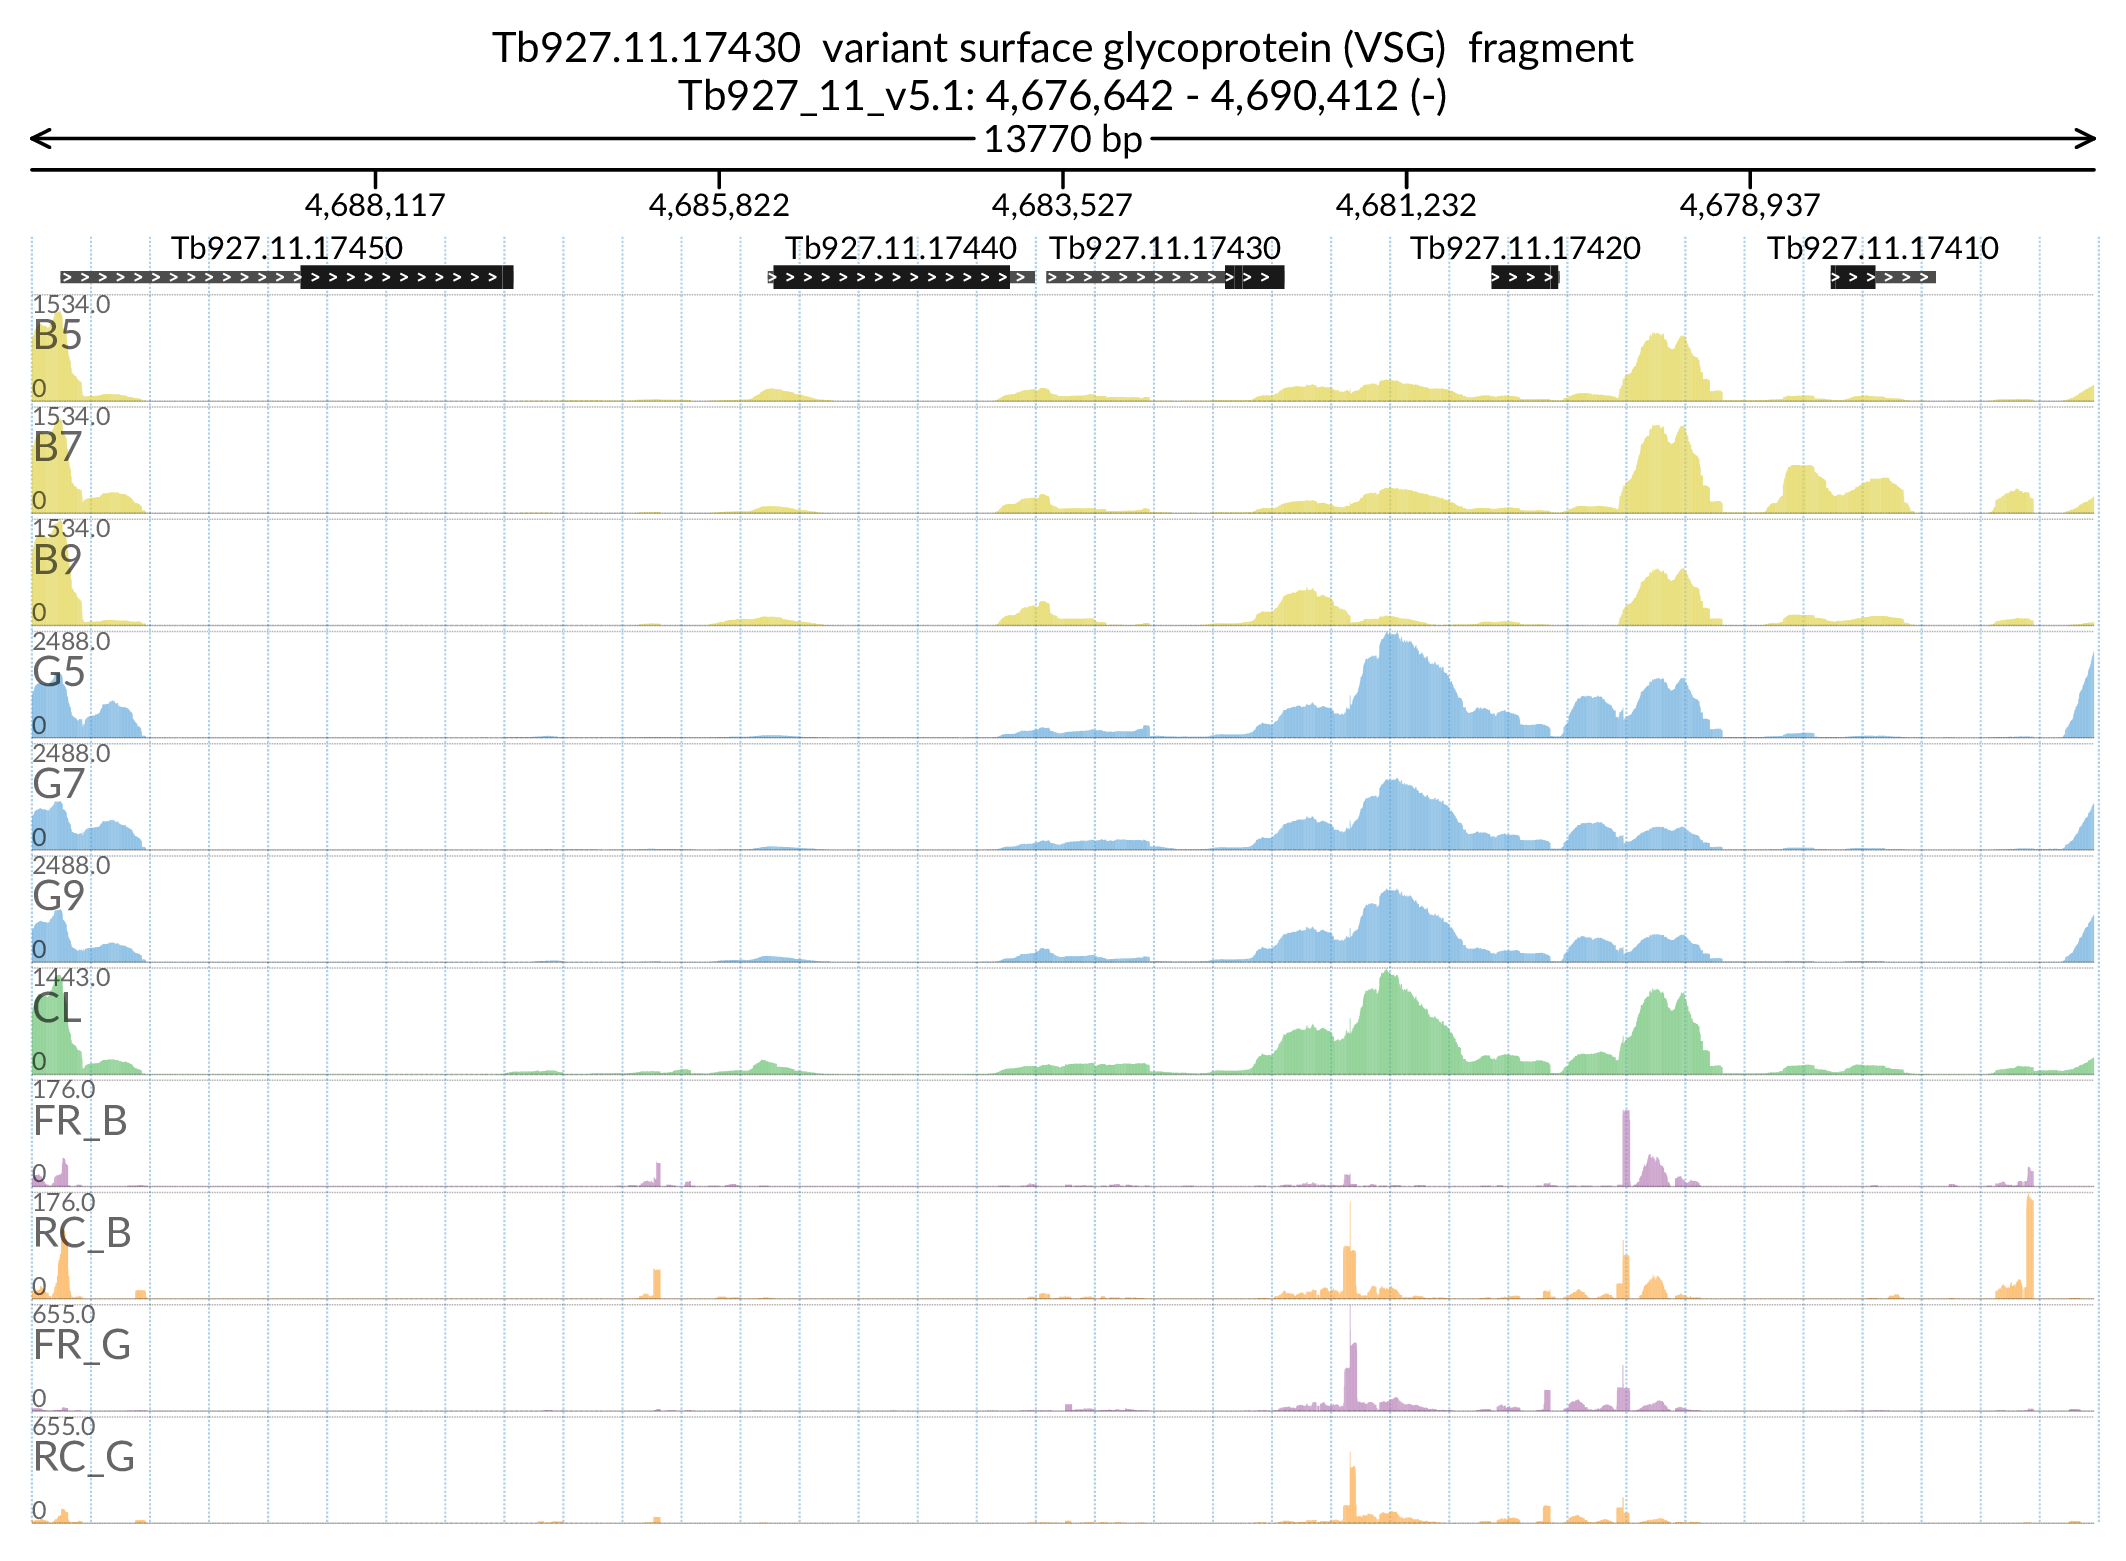 Tb927.11.17430 variant surface glycoprotein (VSG) fragment
Tb927_11_v5.1: 4,676,642 - 4,690,412 (-)
13770 bp
4,688,117 4,685,822 4,683,527 4,681,232 4,678,937
Tb927.11.17450 Tb927.11.17440 Tb927.11.17430 Tb927.11.17420 Tb927.11.17410
1534.0
B5
0
1534.0
B7
0
1534.0
B9
0
2488.0
G5
0
2488.0
G7
0
2488.0
G9
0
1443.0
CL
0
176.0
FR_B
0
176.0
RC_B
0
655.0
FR_G
0
655.0
RC_G
0